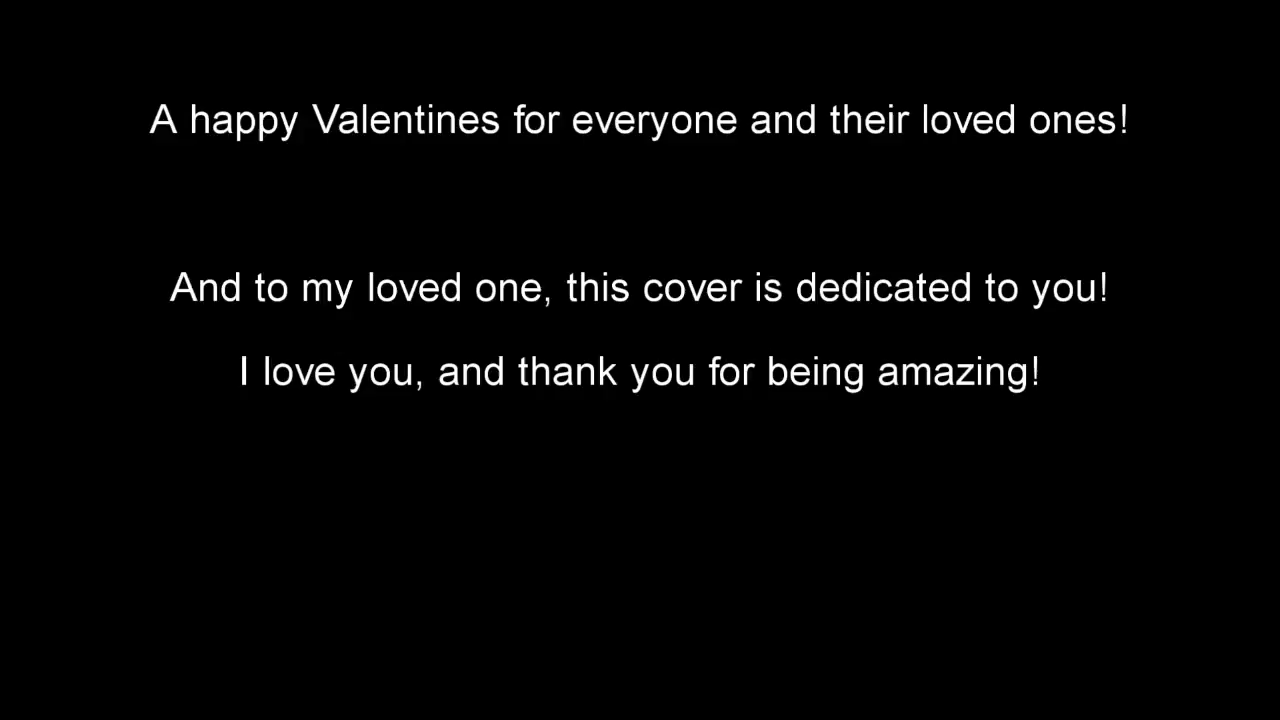 A happy Valentines for everyone and their loved ones!
And to my loved one, this cover is dedicated to you!
I love you, and thank you for being amazing!